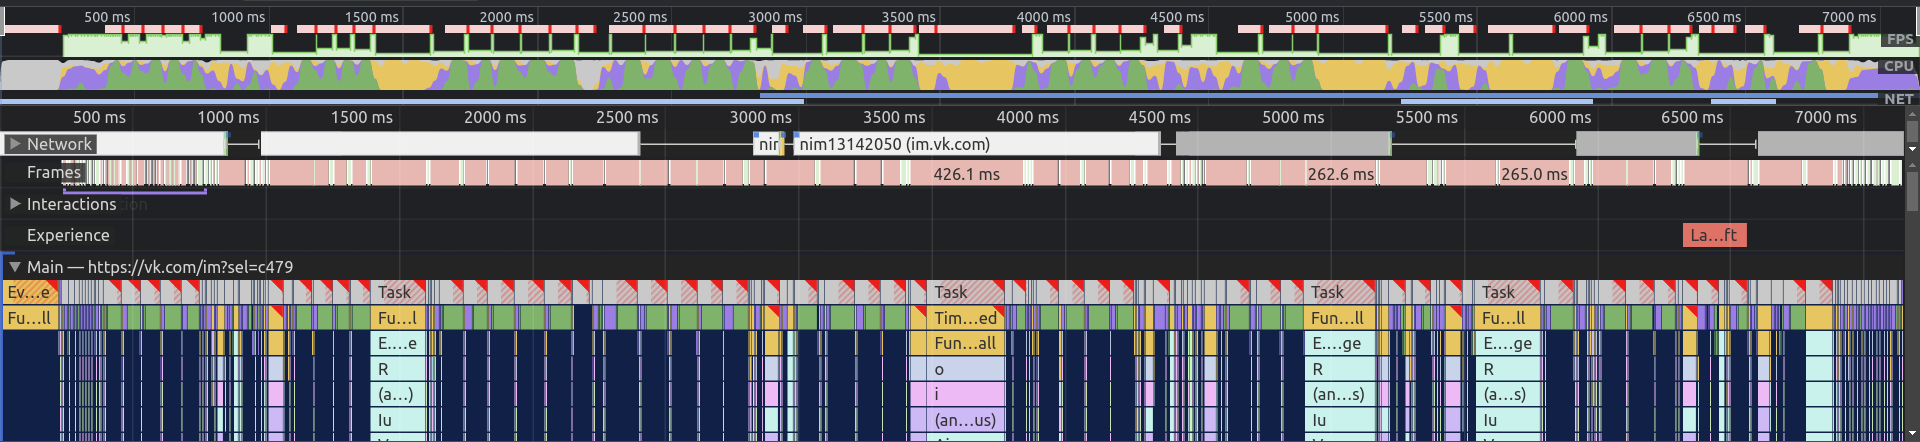 500 ms 1000 ms 1500 ms 2000 ms 2500 ms 3000 ms 3500 ms 4000 ms 4500 ms 5000 ms 5500 ms 6000 ms 6500 ms 7000 ms
FPS
CPU
NET
500 ms 1000 ms 1500 ms 2000 ms 2500 ms 3000 ms 3500 ms 4000 ms 4500 ms 5000 ms 5500 ms 6000 ms 6500 ms 7000 ms
Network nim13142050 (im.vk.com)
Frames 426.1 ms 262.6 ms 265.0 ms
Interactions
Experience La...ft
Main — https://vk.com/im?sel=c479
Ev...e Task Task Task Task
Fu...ll Fu...l Tim...ed Fun...ll Fu...ll
E....e Fun...all E....ge E....ge
R o R R
(a...) i (an...s) (a...s)
Iu (an...us) Iu Iu